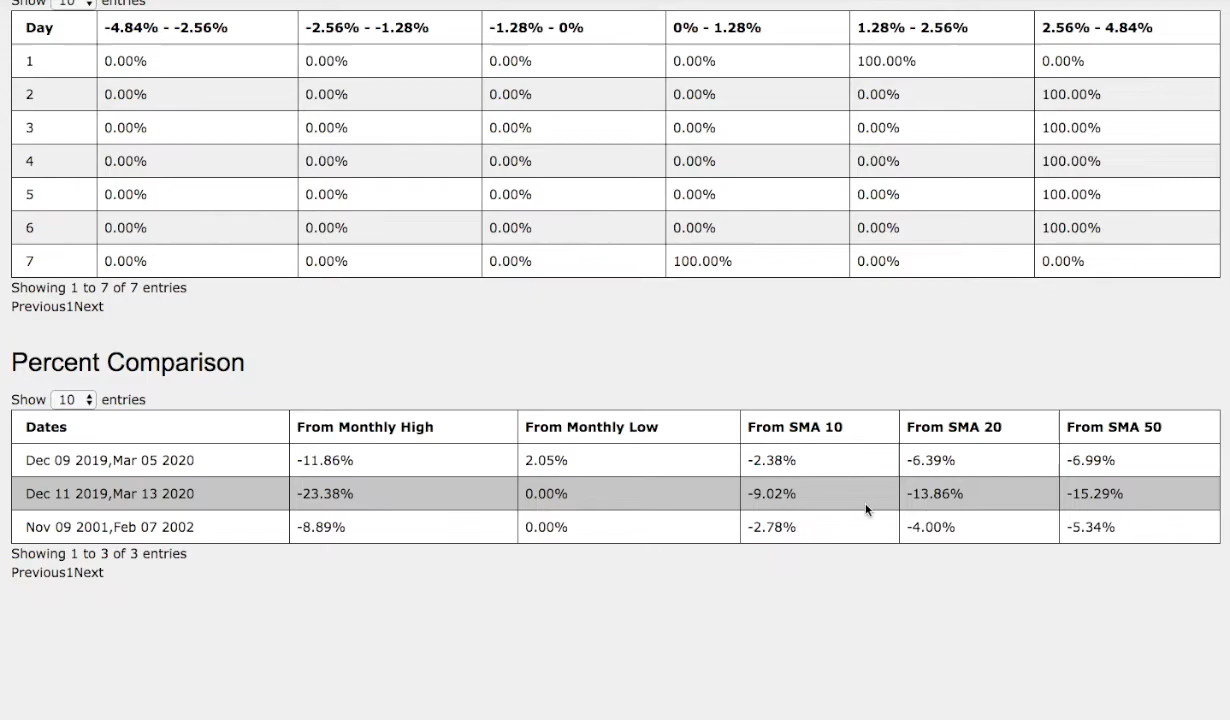 Show 10 entries
Day -4.84% - -2.56% -2.56% - -1.28% -1.28% - 0% 0% - 1.28% 1.28% - 2.56% 2.56% - 4.84%
1 0.00% 0.00% 0.00% 0.00% 100.00% 0.00%
2 0.00% 0.00% 0.00% 0.00% 0.00% 100.00%
3 0.00% 0.00% 0.00% 0.00% 0.00% 100.00%
4 0.00% 0.00% 0.00% 0.00% 0.00% 100.00%
5 0.00% 0.00% 0.00% 0.00% 0.00% 100.00%
6 0.00% 0.00% 0.00% 0.00% 0.00% 100.00%
7 0.00% 0.00% 0.00% 100.00% 0.00% 0.00%
Showing 1 to 7 of 7 entries
Previous1Next
Percent Comparison
Show 10 entries
Dates From Monthly High From Monthly Low From SMA 10 From SMA 20 From SMA 50
Dec 09 2019,Mar 05 2020 -11.86% 2.05% -2.38% -6.39% -6.99%
Dec 11 2019,Mar 13 2020 -23.38% 0.00% -9.02% -13.86% -15.29%
Nov 09 2001,Feb 07 2002 -8.89% 0.00% -2.78% -4.00% -5.34%
Showing 1 to 3 of 3 entries
Previous1Next